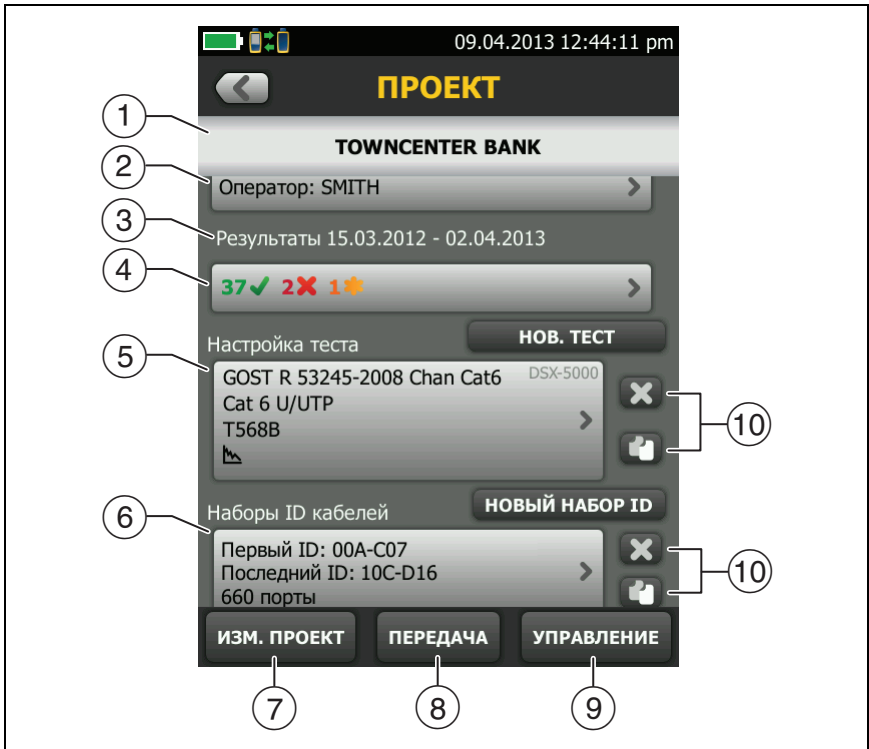 09.04.2013 12:44:11 pm
ПРОЕКТ
1
TOWNCENTER BANK
2
Оператор: SMITH
3
Результаты 15.03.2012 - 02.04.2013
4
37 2 1
НОВ. ТЕСТ
Настройка теста
5
GOST R 53245-2008 Chan Cat6 DSX-5000
Cat 6 U/UTP
T568B
10
НОВЫЙ НАБОР ID
Наборы ID кабелей
6
Первый ID: 00A-C07
Последний ID: 10C-D16
660 порты
10
ИЗМ. ПРОЕКТ ПЕРЕДАЧА УПРАВЛЕНИЕ
7 8 9